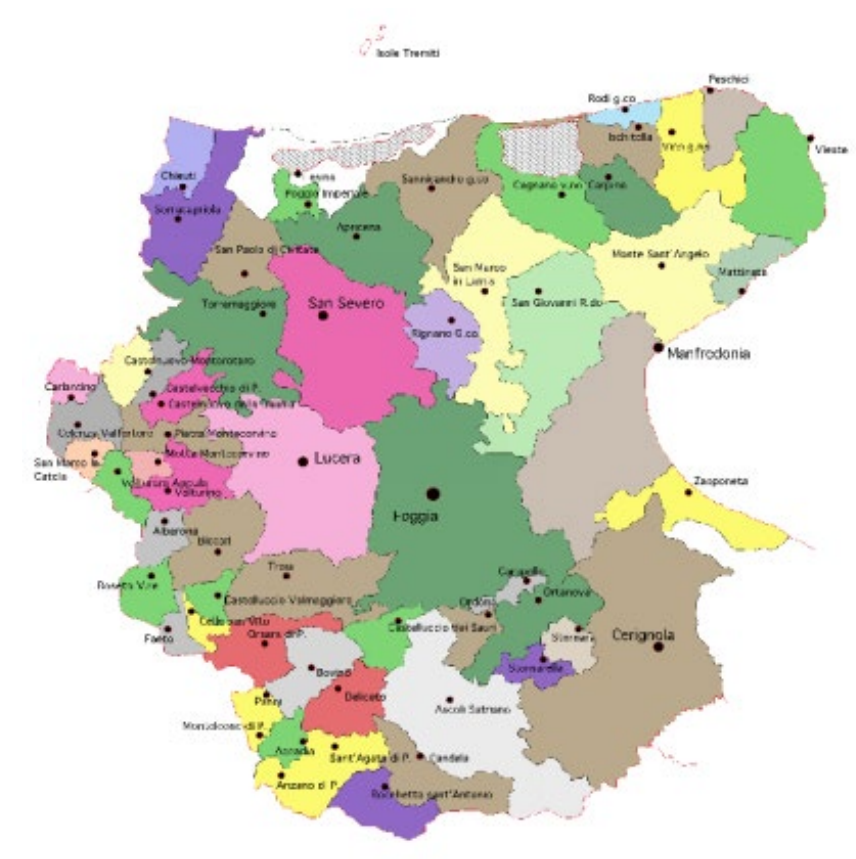 Isole Tremiti
Peschici
Rodi g.co
Vieste
Ischitella
Vico g.no
Chieuti
Sannicandro g.co
Cagnano v.no
Carpino
Poggio Imperiale
Serracapriola
Apricena
San Paolo di Civitate
Monte Sant'Angelo
San Marco
in Lamis
Mattinata
San Severo
San Giovanni R.do
Torremaggiore
Rignano G.co
Manfredonia
Castelnuovo Monterotaro
Carlantino
Castelvecchio di P.
Castelnuovo della Daunia
Celenza Valfortore
Pietra Montecorvino
Motta Montecorvino
Lucera
San Marco la
Catola
Volturara Appula
Volturino
Zapponeta
Foggia
Alberona
Biccari
Troia
Carapelle
Roseto V.re
Castelluccio Valmaggiore
Ordona
Ortanova
Celle san Vito
Castelluccio dei Sauri
Faeto
Orsara di P.
Stornara
Cerignola
Stornarella
Bovino
Panni
Deliceto
Ascoli Satriano
Monteleone di P.
Accadia
Sant'Agata di P.
Candela
Anzano di P.
Rocchetta sant'Antonio